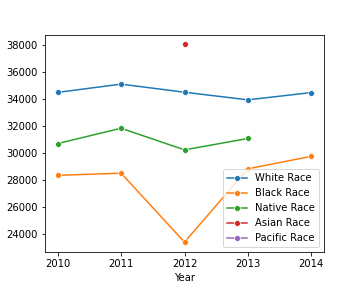 38000
36000
34000
32000
30000
28000
26000
24000
2010 2011 2012 2013 2014
Year
White Race
Black Race
Native Race
Asian Race
Pacific Race